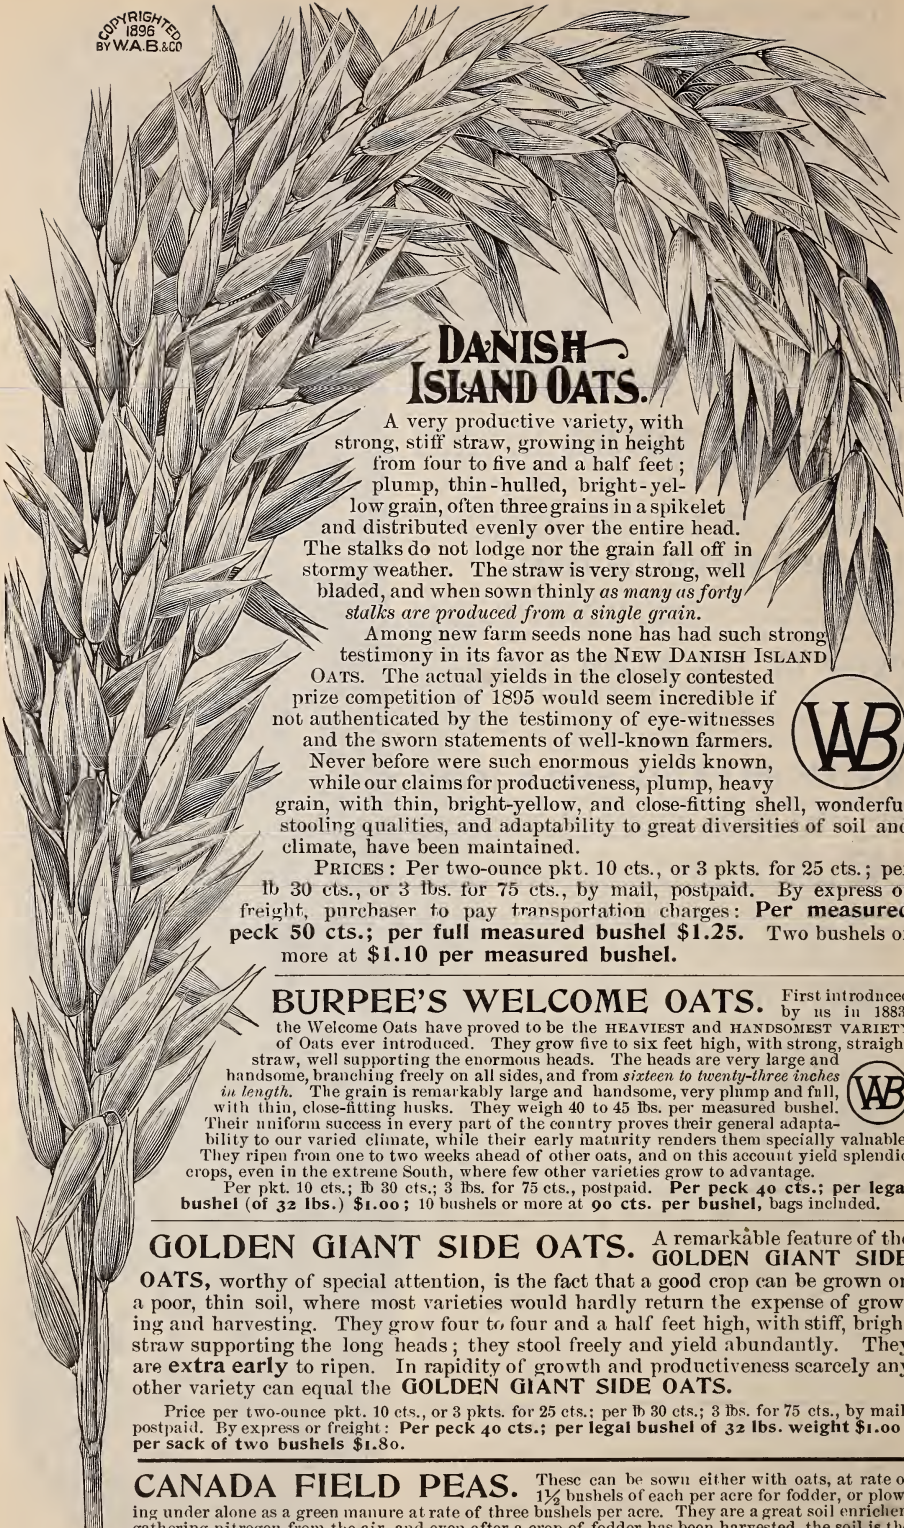 COPYRIGHTED
1896
BY W.A.B.&CO
DANISH
ISLAND OATS.
A very productive variety, with
strong, stiff straw, growing in height
from four to five and a half feet;
plump, thin-hulled, bright-yel-
low grain, often three grains in a spikelet
and distributed evenly over the entire head.
The stalks do not lodge nor the grain fall off in
stormy weather. The straw is very strong, well
bladed, and when sown thinly as many as forty
stalks are produced from a single grain.
Among new farm seeds none has had such strong
testimony in its favor as the NEW DANISH ISLAND
OATS. The actual yields in the closely contested
prize competition of 1895 would seem incredible if
not authenticated by the testimony of eye-witnesses
and the sworn statements of well-known farmers.
Never before were such enormous yields known,
while our claims for productiveness, plump, heavy
WAB
grain, with thin, bright-yellow, and close-fitting shell, wonderfu
stooling qualities, and adaptability to great diversities of soil and
climate, have been maintained.
PRICES: Per two-ounce pkt. 10 cts., or 3 pkts. for 25 cts.; per
lb 30 cts., or 3 lbs. for 75 cts., by mail, postpaid. By express o
freight, purchaser to pay transportation charges: Per measured
peck 50 cts.; per full measured bushel $1.25. Two bushels or
more at $1.10 per measured bushel.
BURPEE'S WELCOME OATS. First introduced
by us in 1883
the Welcome Oats have proved to be the HEAVIEST and HANDSOMEST VARIETY
of Oats ever introduced. They grow five to six feet high, with strong, straigh
straw, well supporting the enormous heads. The heads are very large and
handsome, branching freely on all sides, and from sixteen to twenty-three inches
in length. The grain is remarkably large and handsome, very plump and full,
WAB
with thin, close-fitting husks. They weigh 40 to 45 lbs. per measured bushel.
Their uniform success in every part of the country proves their general adapta-
bility to our varied climate, while their early maturity renders them specially valuable
They ripen from one to two weeks ahead of other oats, and on this account yield splendid
crops, even in the extreme South, where few other varieties grow to advantage.
Per pkt. 10 cts.; lb 30 cts.; 3 lbs. for 75 cts., postpaid. Per peck 40 cts.; per lega
bushel (of 32 lbs.) $1.00; 10 bushels or more at 90 cts. per bushel, bags included.
GOLDEN GIANT SIDE OATS. A remarkable feature of the
GOLDEN GIANT SIDE
OATS, worthy of special attention, is the fact that a good crop can be grown on
a poor, thin soil, where most varieties would hardly return the expense of grow
ing and harvesting. They grow four to four and a half feet high, with stiff, brigh
straw supporting the long heads; they stool freely and yield abundantly. They
are extra early to ripen. In rapidity of growth and productiveness scarcely any
other variety can equal the GOLDEN GIANT SIDE OATS.
Price per two-ounce pkt. 10 cts., or 3 pkts. for 25 cts.; per lb 30 cts.; 3 lbs. for 75 cts., by mail
postpaid. By express or freight: Per peck 40 cts.; per legal bushel of 32 lbs. weight $1.00
per sack of two bushels $1.80.
CANADA FIELD PEAS. These can be sown either with oats, at rate o
1½ bushels of each per acre for fodder, or plow
ing under alone as a green manure at rate of three bushels per acre. They are a great soil enricher
gathering nitrogen from the air, and even after a crop of fodder has been harvested, the soil is th